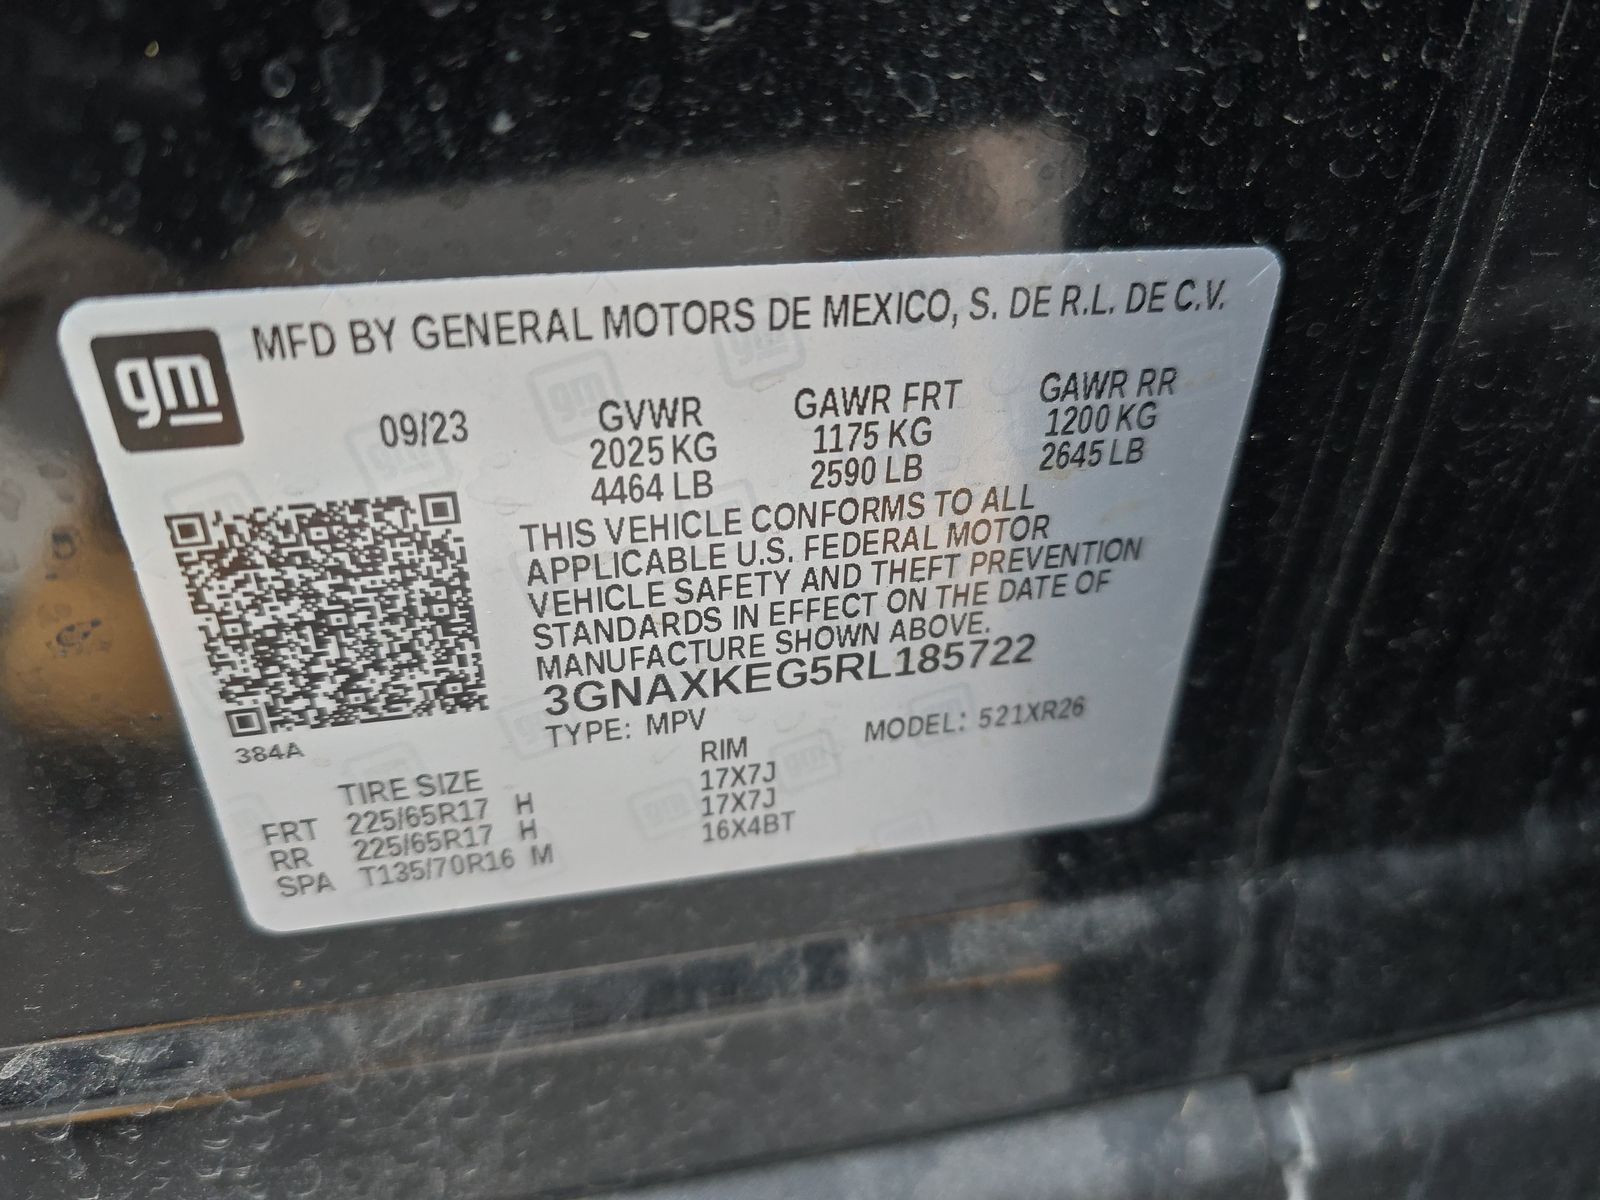 gm
MFD BY GENERAL MOTORS DE MEXICO, S. DE R.L. DE C.V.
09/23
GVWR
2025 KG
4464 LB
GAWR FRT
1175 KG
2590 LB
GAWR RR
1200 KG
2645 LB
THIS VEHICLE CONFORMS TO ALL
APPLICABLE U.S. FEDERAL MOTOR
VEHICLE SAFETY AND THEFT PREVENTION
STANDARDS IN EFFECT ON THE DATE OF
MANUFACTURE SHOWN ABOVE.
3GNAXKEG5RL185722
TYPE: MPV MODEL: 521XR26
384A
TIRE SIZE RIM
FRT 225/65R17 H 17X7J
RR 225/65R17 H 17X7J
SPA T135/70R16 M 16X4BT